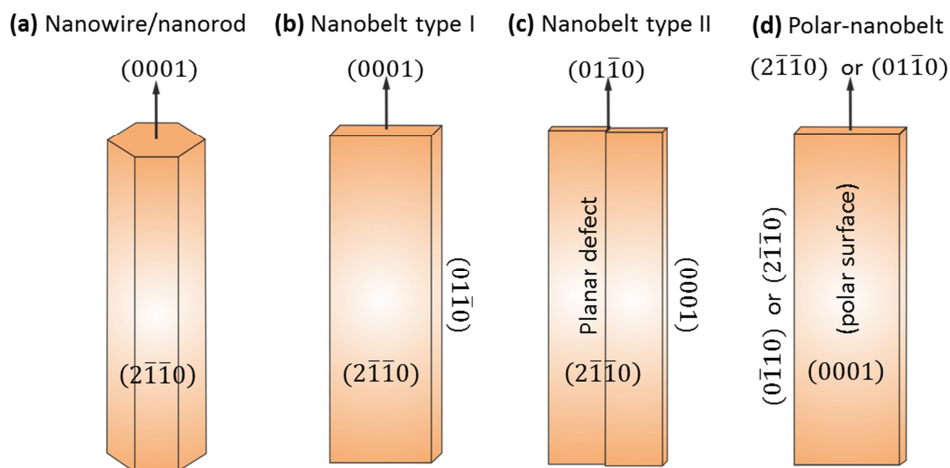 (a) Nanowire/nanorod
(0001)
(21̅1̅0)
(b) Nanobelt type I
(0001)
(011̅0)
(21̅1̅0)
(c) Nanobelt type II
(011̅0)
Planar defect
(0001)
(21̅1̅0)
(d) Polar-nanobelt
(21̅1̅0) or (011̅0)
(01̅10) or (21̅1̅0)
(polar surface)
(0001)